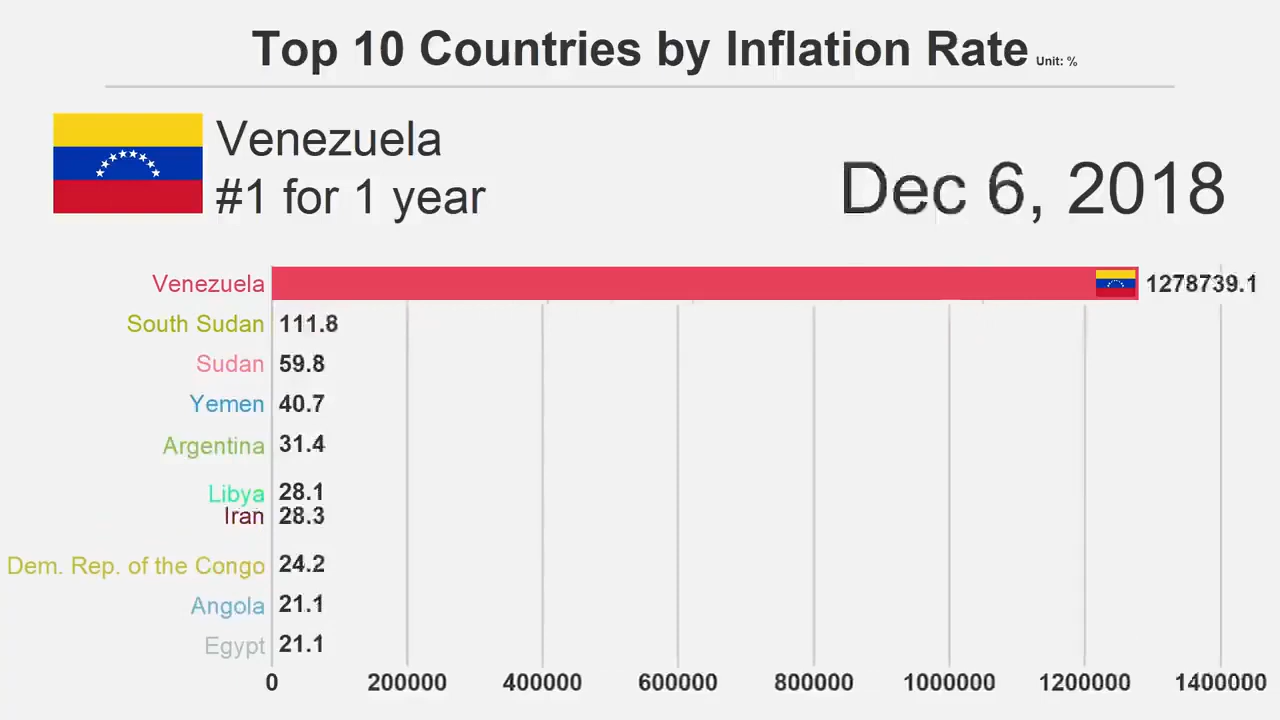 Top 10 Countries by Inflation Rate Unit: %
Venezuela
#1 for 1 year
Dec 6, 2018
Venezuela 1278739.1
South Sudan 111.8
Sudan 59.8
Yemen 40.7
Argentina 31.4
Libya 28.1
Iran 28.3
Dem. Rep. of the Congo 24.2
Angola 21.1
Egypt 21.1
0 200000 400000 600000 800000 1000000 1200000 1400000